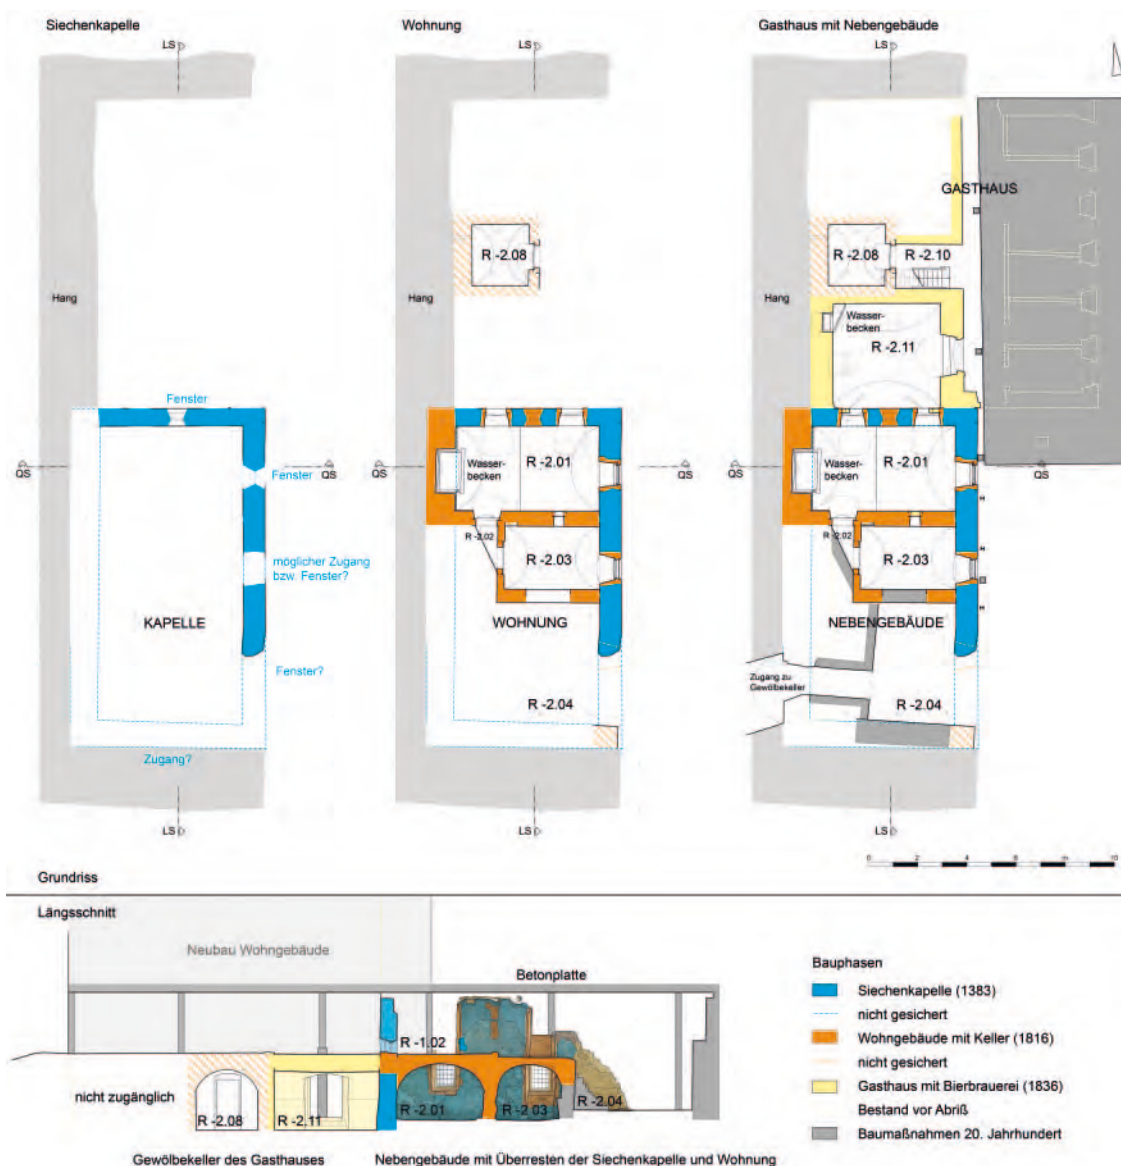 Siechenkapelle
Wohnung
Gasthaus mit Nebengebäude
LS
LS
LS
GASTHAUS
R -2.08
R -2.08
R -2.10
Hang
Hang
Hang
Wasser-
becken
R -2.11
Fenster
QS
Fenster
QS
QS
Wasser-
becken
R -2.01
QS
QS
Wasser-
becken
R -2.01
QS
R -2.02
R -2.03
R -2.02
R -2.03
möglicher Zugang
bzw. Fenster?
KAPELLE
WOHNUNG
NEBENGEBÄUDE
Fenster?
Zugang zu
Gewölbekeller
R -2.04
R -2.04
Zugang?
LS
LS
LS
0 2 4 6 m 10
Grundriss
Längsschnitt
Neubau Wohngebäude
Betonplatte
R -1.02
nicht zugänglich
R -2.08
R -2.11
R -2.01
R -2.03
R -2.04
Gewölbekeller des Gasthauses
Nebengebäude mit Überresten der Siechenkapelle und Wohnung
Bauphasen
Siechenkapelle (1383)
nicht gesichert
Wohngebäude mit Keller (1816)
nicht gesichert
Gasthaus mit Bierbrauerei (1836)
Bestand vor Abriß
Baumaßnahmen 20. Jahrhundert